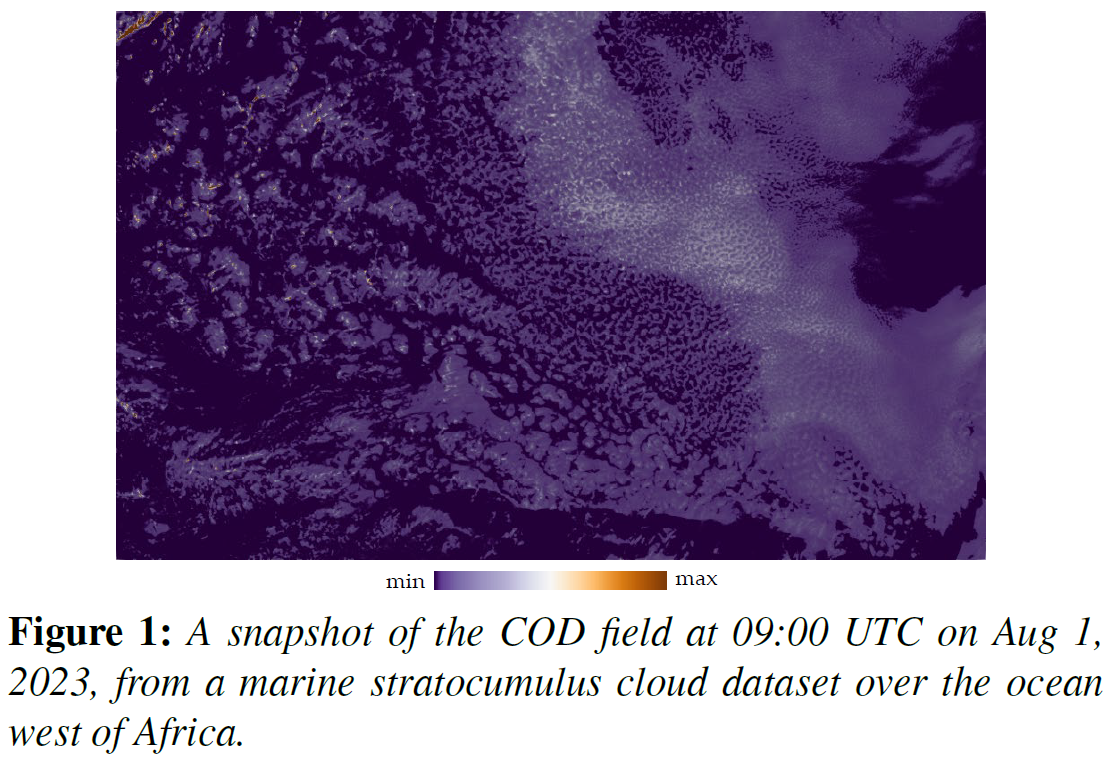 min max
Figure 1: A snapshot of the COD field at 09:00 UTC on Aug 1,
2023, from a marine stratocumulus cloud dataset over the ocean
west of Africa.